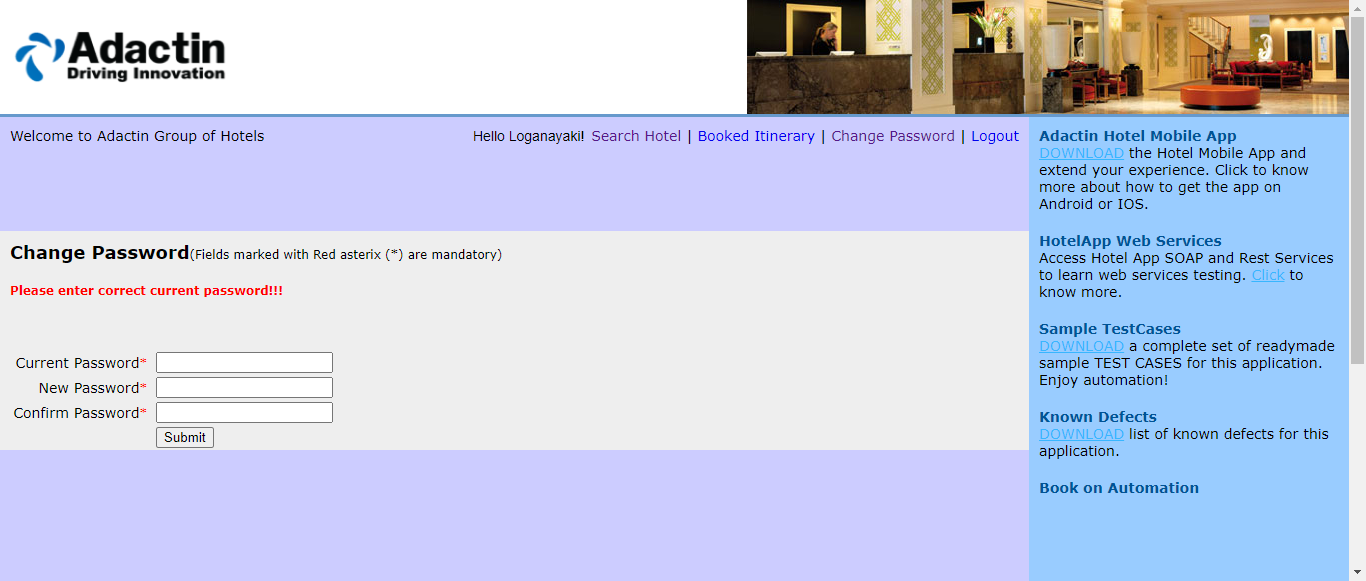 Adactin
Driving Innovation
Welcome to Adactin Group of Hotels
Hello Loganayaki! Search Hotel | Booked Itinerary | Change Password | Logout
Change Password(Fields marked with Red asterix (*) are mandatory)
Please enter correct current password!!!
Current Password*
New Password*
Confirm Password*
Submit
Adactin Hotel Mobile App
DOWNLOAD the Hotel Mobile App and
extend your experience. Click to know
more about how to get the app on
Android or IOS.
HotelApp Web Services
Access Hotel App SOAP and Rest Services
to learn web services testing. Click to
know more.
Sample TestCases
DOWNLOAD a complete set of readymade
sample TEST CASES for this application.
Enjoy automation!
Known Defects
DOWNLOAD list of known defects for this
application.
Book on Automation